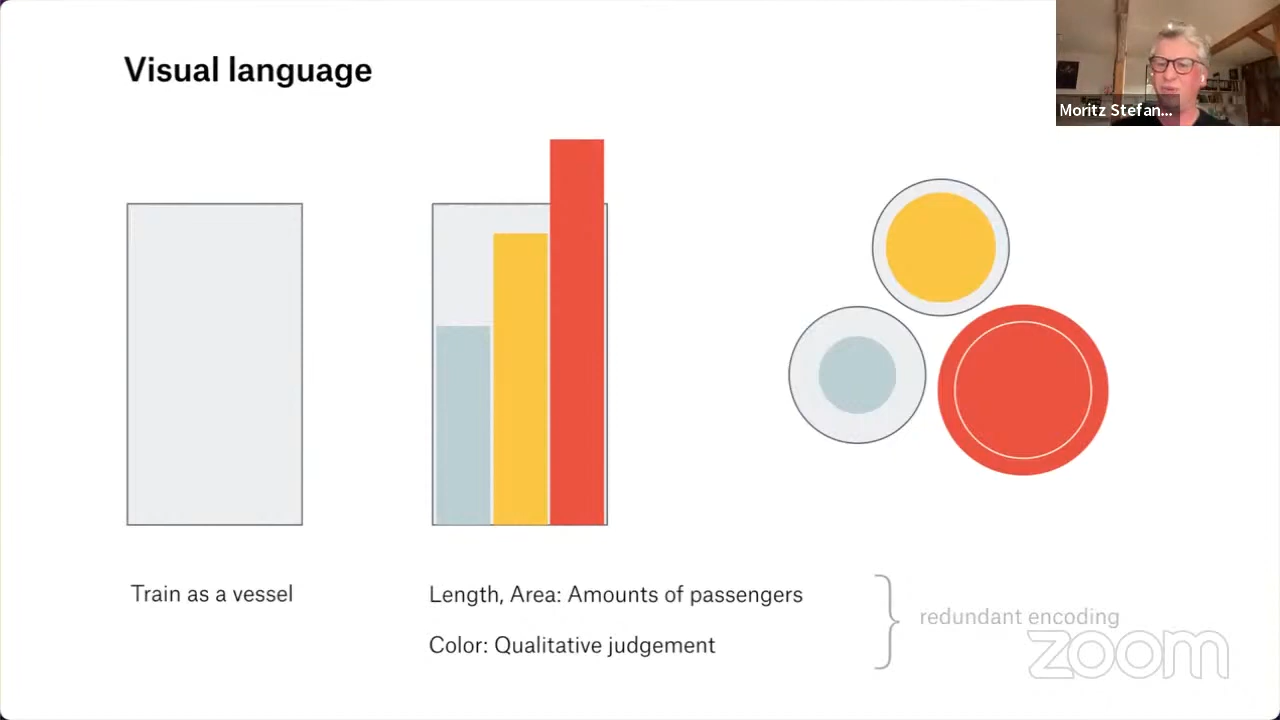 Visual language
Moritz Stefan...
Train as a vessel
Length, Area: Amounts of passengers
Color: Qualitative judgement
redundant encoding
zoom